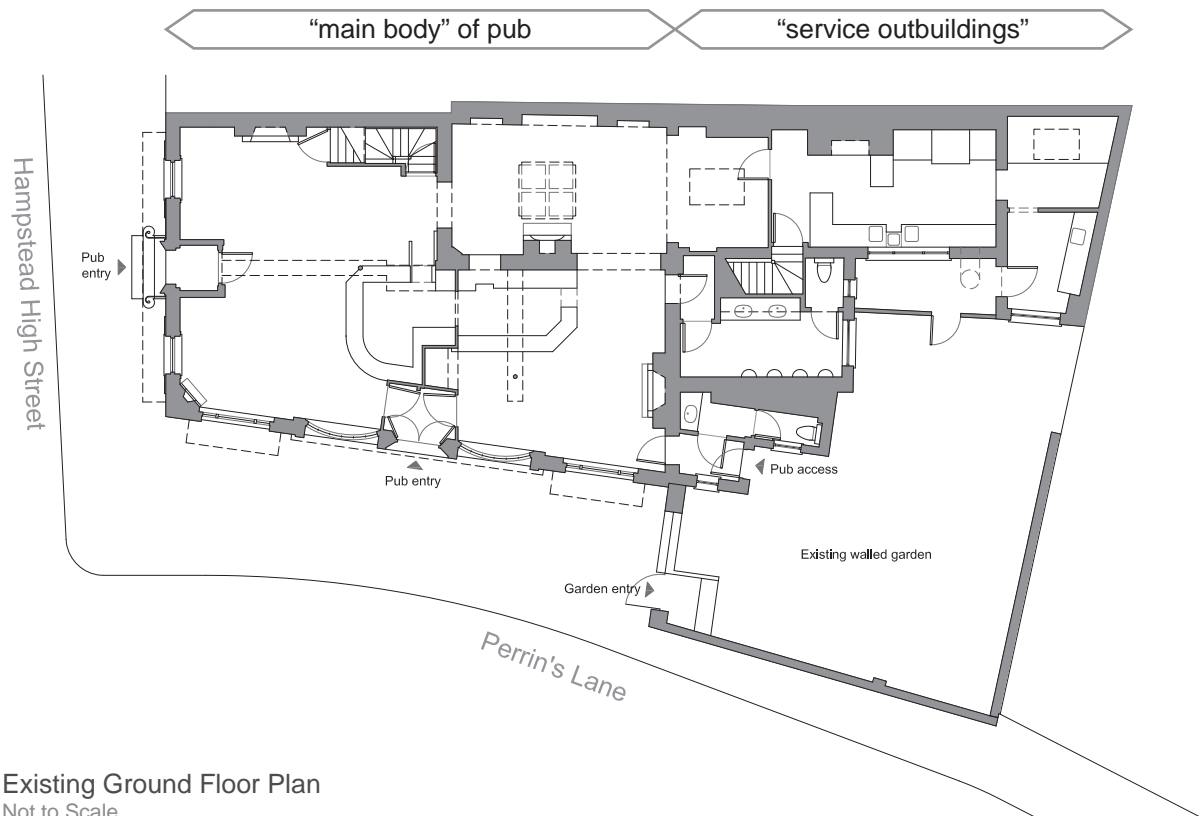 “main body” of pub
“service outbuildings”
Hampstead High Street
Pub
entry
Pub entry
Pub access
Existing walled garden
Garden entry
Perrin's Lane
Existing Ground Floor Plan
Not to Scale